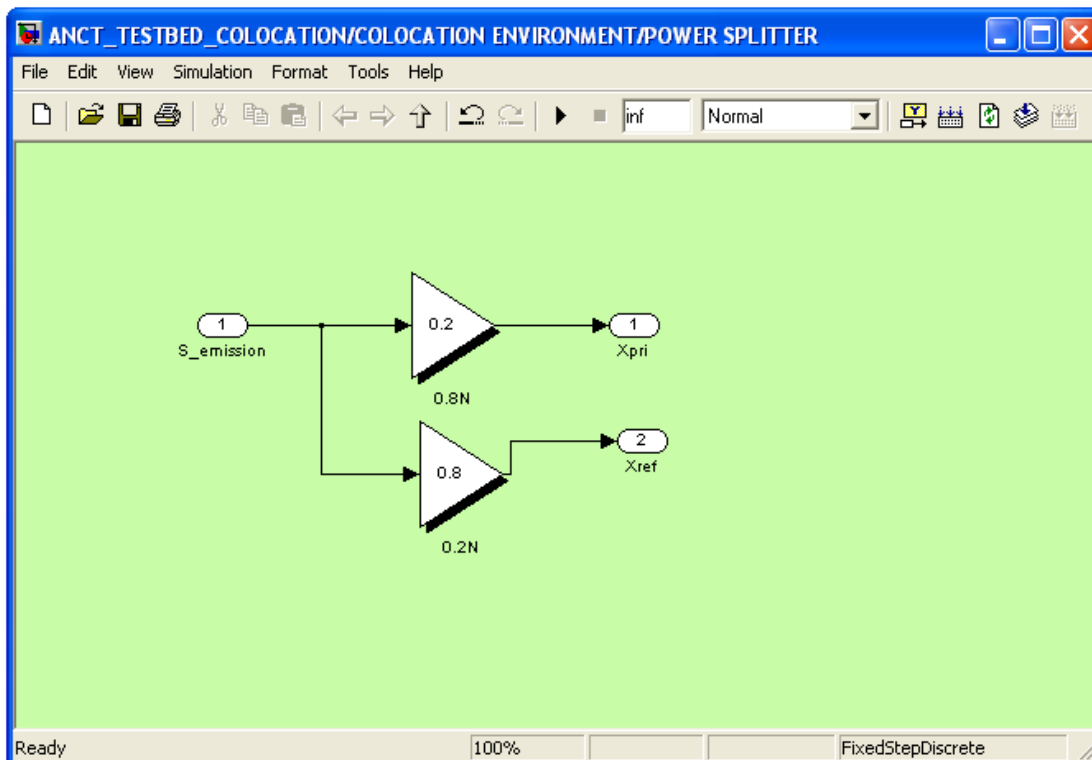 ANCT_TESTBED_COLOCATION/COLOCATION ENVIRONMENT/POWER SPLITTER
File Edit View Simulation Format Tools Help
inf Normal
1
S_emission
0.2
0.8N
1
Xpri
0.8
0.2N
2
Xref
Ready 100% FixedStepDiscrete